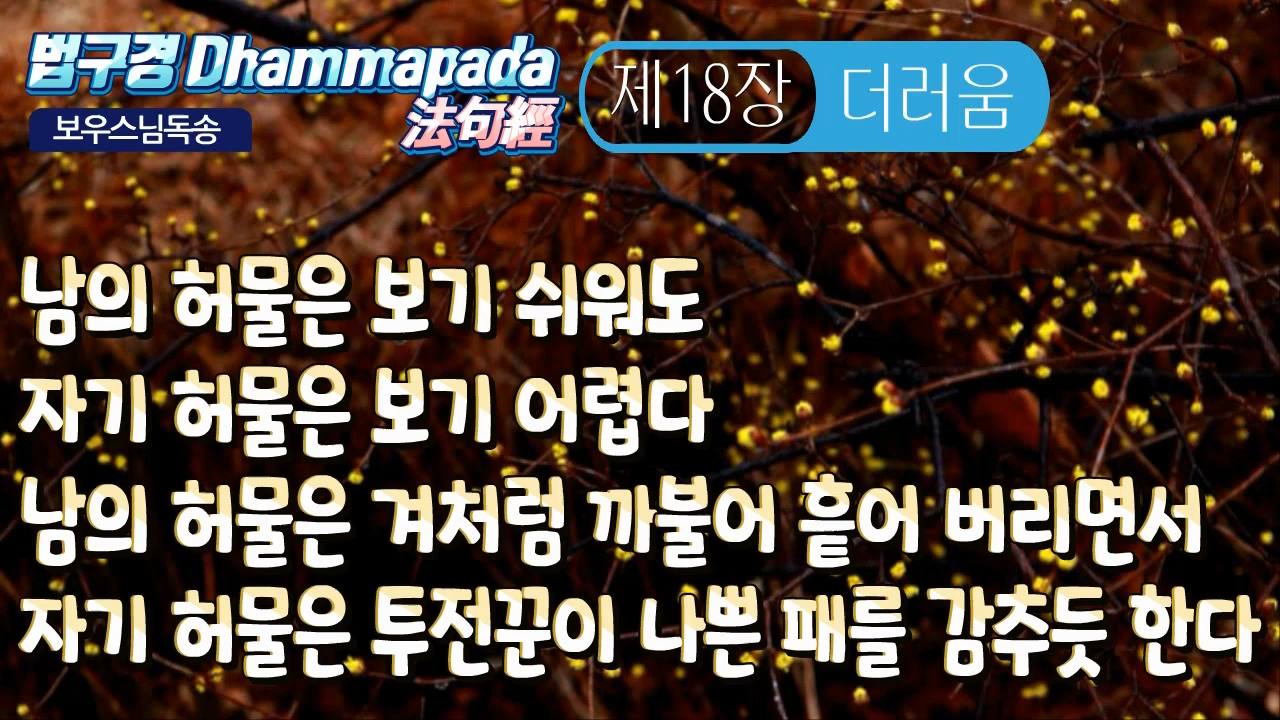 법구경 Dhammapada
法句經
보우스님독송
제18장 더러움
남의 허물은 보기 쉬워도
자기 허물은 보기 어렵다
남의 허물은 겨처럼 까불어 흩어 버리면서
자기 허물은 투전꾼이 나쁜 패를 감추듯 한다